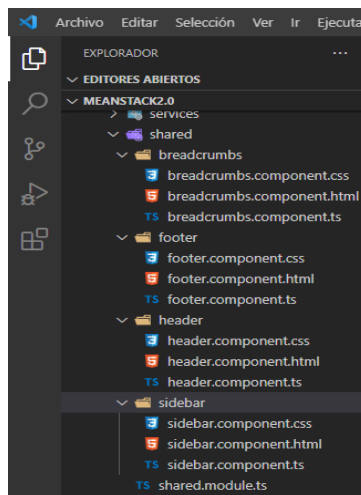 Archivo Editar Selección Ver Ir Ejecuta
EXPLORADOR
EDITORES ABIERTOS
MEANSTACK2.0
services
shared
breadcrumbs
breadcrumbs.component.css
breadcrumbs.component.html
TS breadcrumbs.component.ts
footer
footer.component.css
footer.component.html
TS footer.component.ts
header
header.component.css
header.component.html
TS header.component.ts
sidebar
sidebar.component.css
sidebar.component.html
TS sidebar.component.ts
TS shared.module.ts